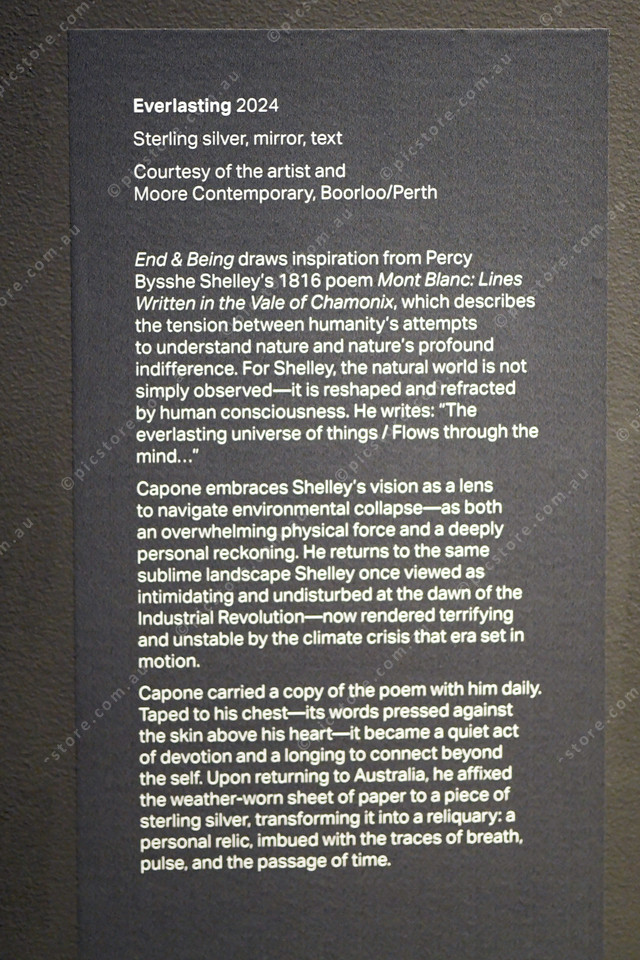 Everlasting 2024
Sterling silver, mirror, text
Courtesy of the artist and
Moore Contemporary, Boorloo/Perth
End & Being draws inspiration from Percy
Bysshe Shelley's 1816 poem Mont Blanc: Lines
Written in the Vale of Chamonix, which describes
the tension between humanity's attempts
to understand nature and nature's profound
indifference. For Shelley, the natural world is not
simply observed—it is reshaped and refracted
by human consciousness. He writes: "The
everlasting universe of things / Flows through the
mind…"
Capone embraces Shelley's vision as a lens
to navigate environmental collapse—as both
an overwhelming physical force and a deeply
personal reckoning. He returns to the same
sublime landscape Shelley once viewed as
intimidating and undisturbed at the dawn of the
Industrial Revolution—now rendered terrifying
and unstable by the climate crisis that era set in
motion.
Capone carried a copy of the poem with him daily.
Taped to his chest—its words pressed against
the skin above his heart—it became a quiet act
of devotion and a longing to connect beyond
the self. Upon returning to Australia, he affixed
the weather-worn sheet of paper to a piece of
sterling silver, transforming it into a reliquary: a
personal relic, imbued with the traces of breath,
pulse, and the passage of time.
©picstore.com.au